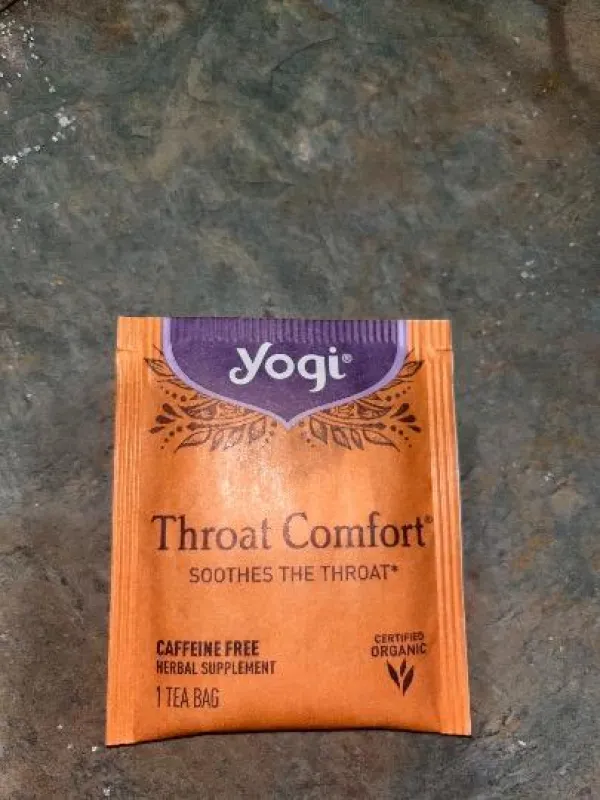 Yogi®
Throat Comfort®
SOOTHES THE THROAT*
CAFFEINE FREE
HERBAL SUPPLEMENT
1 TEA BAG
CERTIFIED
ORGANIC